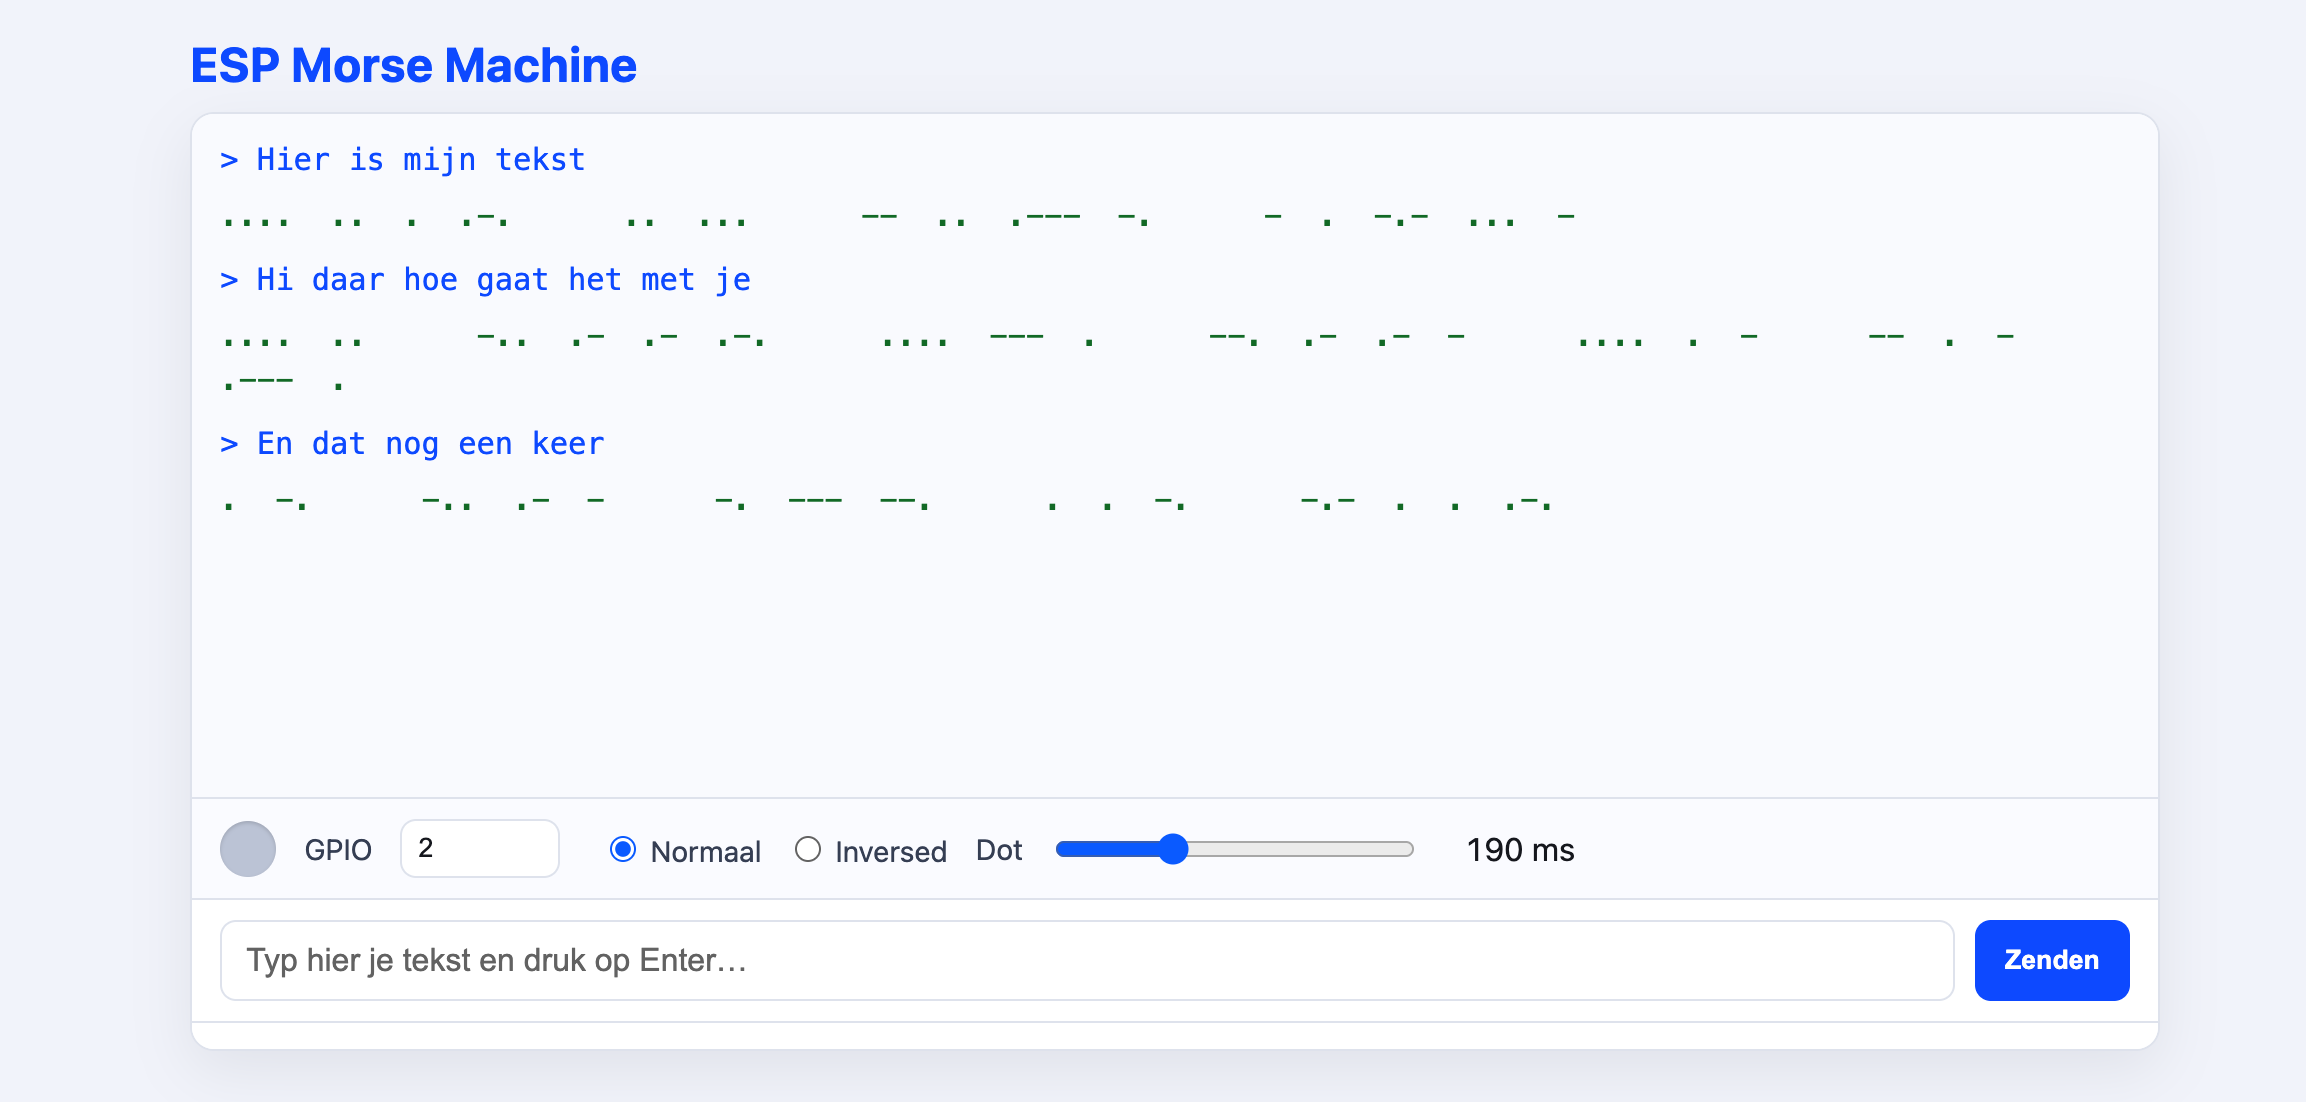 ESP Morse Machine
> Hier is mijn tekst
....  ..  .  .-.      ..  ...      --  ..  .---  -.      -  .  -.-  ...  -
> Hi daar hoe gaat het met je
....  ..      -..  .-  .-  .-.      ....  ---  .      --.  .-  .-  -      ....  .  -      --  .  -
.---  .
> En dat nog een keer
.  -.      -..  .-  -      -.  ---  --.      .  .  -.      -.-  .  .  .-.
GPIO 2 Normaal Inversed Dot 190 ms
Typ hier je tekst en druk op Enter… Zenden